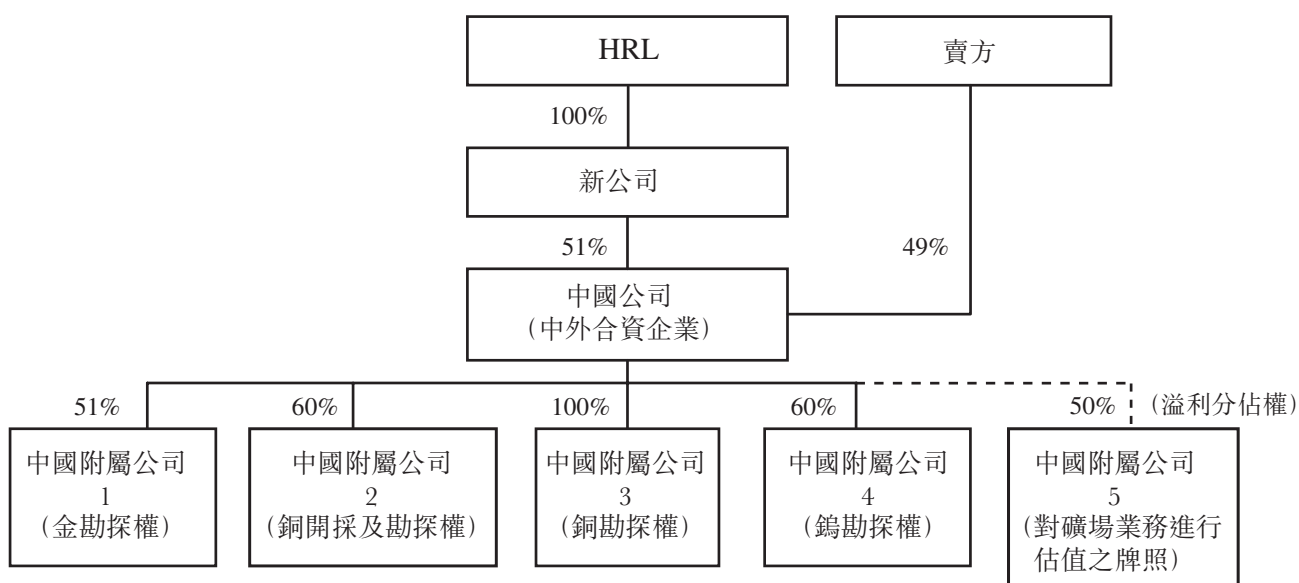 HRL
賣方
100%
新公司
51%
49%
中國公司
(中外合資企業)
51%
60%
100%
60%
50%
(溢利分佔權)
中國附屬公司
1
(金勘探權)
中國附屬公司
2
(銅開採及勘探權)
中國附屬公司
3
(銅勘探權)
中國附屬公司
4
(鎢勘探權)
中國附屬公司
5
(對礦場業務進行
估值之牌照)